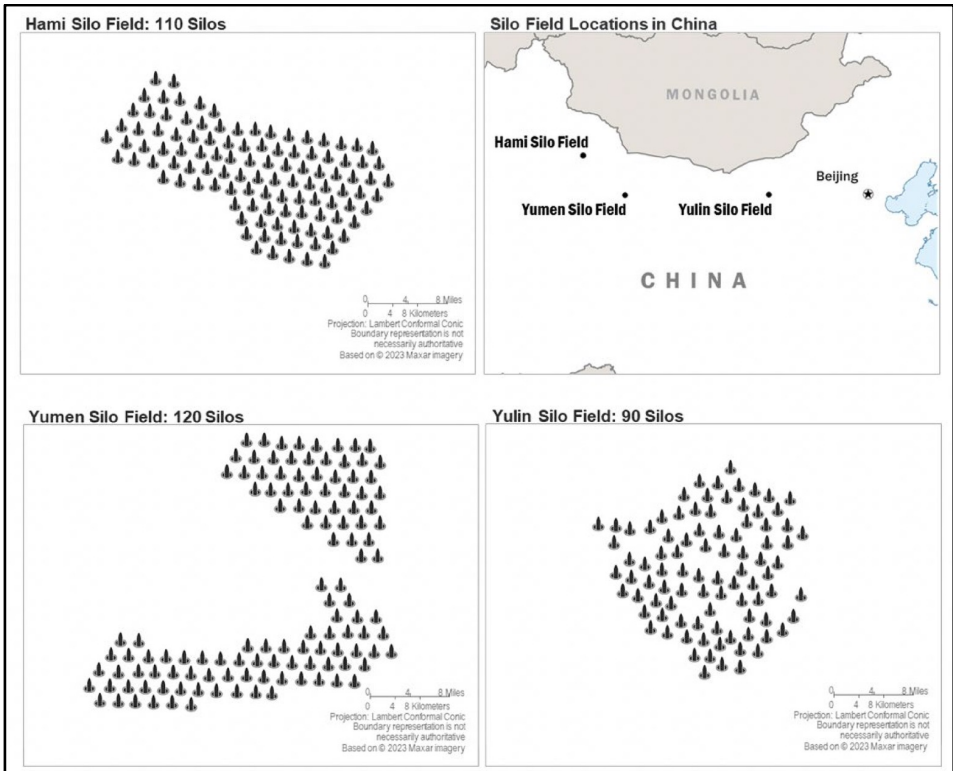 Hami Silo Field: 110 Silos
0 4 8 Miles
0 4 8 Kilometers
Projection: Lambert Conformal Conic
Boundary representation is not
necessarily authoritative
Based on © 2023 Maxar imagery
Silo Field Locations in China
MONGOLIA
Hami Silo Field
Beijing
Yumen Silo Field
Yulin Silo Field
CHINA
Yumen Silo Field: 120 Silos
0 4 8 Miles
0 4 8 Kilometers
Projection: Lambert Conformal Conic
Boundary representation is not
necessarily authoritative
Based on © 2023 Maxar imagery
Yulin Silo Field: 90 Silos
0 4 8 Miles
0 4 8 Kilometers
Projection: Lambert Conformal Conic
Boundary representation is not
necessarily authoritative
Based on © 2023 Maxar imagery